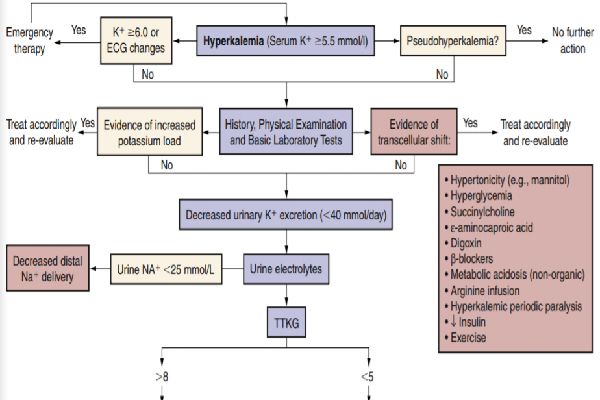 Emergency
therapy
Yes
K⁺ ≥6.0 or
ECG changes
Hyperkalemia (Serum K⁺ ≥5.5 mmol/l)
Pseudohyperkalemia?
Yes
No further
action
No
No
Treat accordingly
and re-evaluate
Yes
Evidence of increased
potassium load
History, Physical Examination
and Basic Laboratory Tests
Evidence of
transcellular shift:
Yes
Treat accordingly
and re-evaluate
No
No
• Hypertonicity (e.g., mannitol)
• Hyperglycemia
• Succinylcholine
• ε-aminocaproic acid
• Digoxin
• β-blockers
• Metabolic acidosis (non-organic)
• Arginine infusion
• Hyperkalemic periodic paralysis
• ↓ Insulin
• Exercise
Decreased urinary K⁺ excretion (<40 mmol/day)
Decreased distal
Na⁺ delivery
Urine NA⁺ <25 mmol/L
Urine electrolytes
TTKG
>8
<5